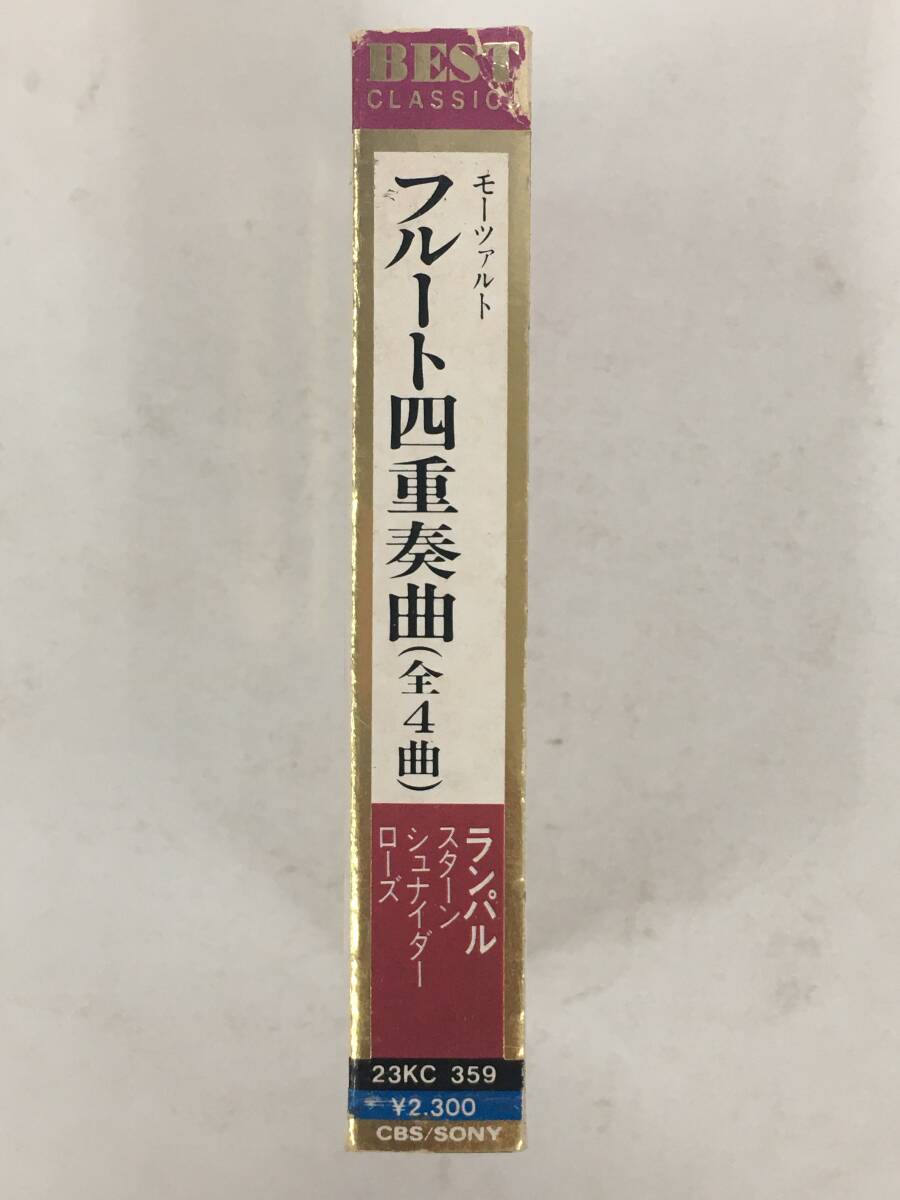 BEST
CLASSICS
モーツァルト
フルート四重奏曲(全4曲)
ランパル
スターン
シュナイダー
ローズ
23KC 359
¥2.300
CBS/SONY